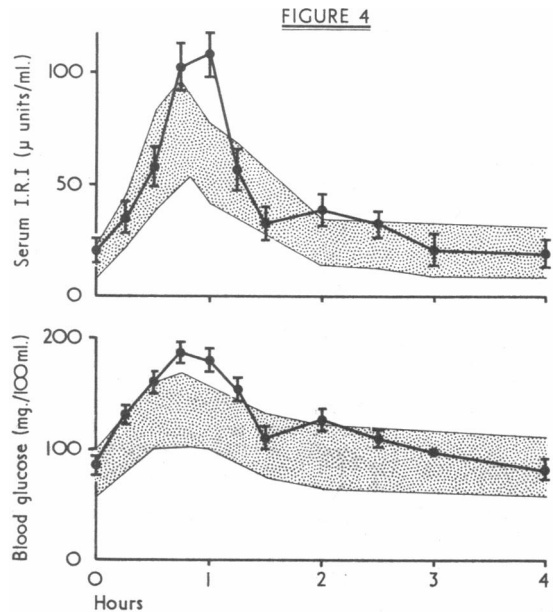 FIGURE 4
Serum I.R.I (µ units/ml.)
100
50
0
Blood glucose (mg./100ml.)
200
100
0
0 1 2 3 4
Hours